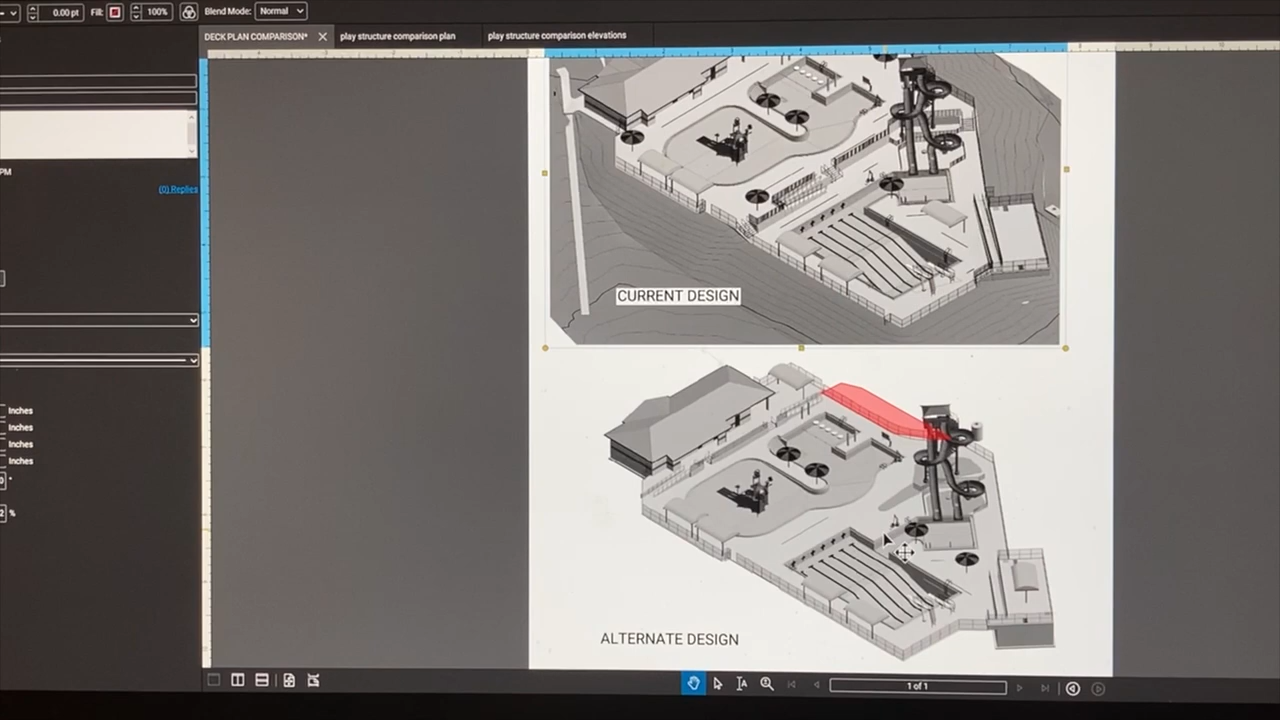 0.00 pt Fill: 100% Blend Mode: Normal
DECK PLAN COMPARISON* play structure comparison plan play structure comparison elevations
PM
(0) Replies
CURRENT DESIGN
Inches
Inches
Inches
Inches
%
ALTERNATE DESIGN
1 of 1